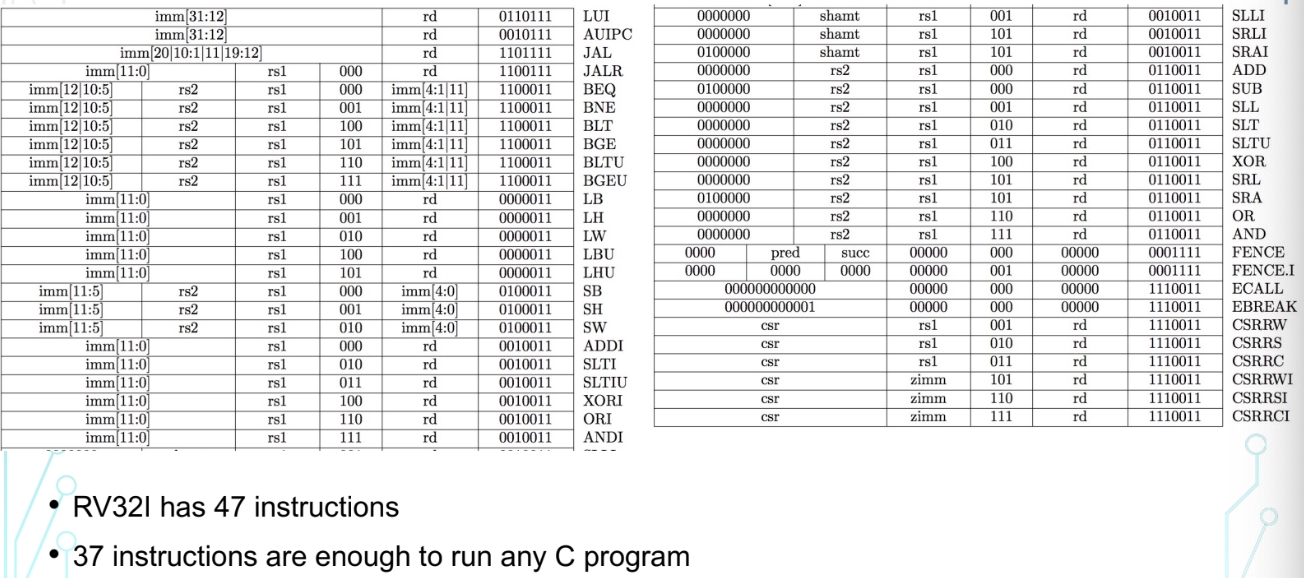 imm[31:12] rd 0110111 LUI
imm[31:12] rd 0010111 AUIPC
imm[20|10:1|11|19:12] rd 1101111 JAL
imm[11:0] rs1 000 rd 1100111 JALR
imm[12|10:5] rs2 rs1 000 imm[4:1|11] 1100011 BEQ
imm[12|10:5] rs2 rs1 001 imm[4:1|11] 1100011 BNE
imm[12|10:5] rs2 rs1 100 imm[4:1|11] 1100011 BLT
imm[12|10:5] rs2 rs1 101 imm[4:1|11] 1100011 BGE
imm[12|10:5] rs2 rs1 110 imm[4:1|11] 1100011 BLTU
imm[12|10:5] rs2 rs1 111 imm[4:1|11] 1100011 BGEU
imm[11:0] rs1 000 rd 0000011 LB
imm[11:0] rs1 001 rd 0000011 LH
imm[11:0] rs1 010 rd 0000011 LW
imm[11:0] rs1 100 rd 0000011 LBU
imm[11:0] rs1 101 rd 0000011 LHU
imm[11:5] rs2 rs1 000 imm[4:0] 0100011 SB
imm[11:5] rs2 rs1 001 imm[4:0] 0100011 SH
imm[11:5] rs2 rs1 010 imm[4:0] 0100011 SW
imm[11:0] rs1 000 rd 0010011 ADDI
imm[11:0] rs1 010 rd 0010011 SLTI
imm[11:0] rs1 011 rd 0010011 SLTIU
imm[11:0] rs1 100 rd 0010011 XORI
imm[11:0] rs1 110 rd 0010011 ORI
imm[11:0] rs1 111 rd 0010011 ANDI
0000000 shamt rs1 001 rd 0010011 SLLI
0000000 shamt rs1 101 rd 0010011 SRLI
0100000 shamt rs1 101 rd 0010011 SRAI
0000000 rs2 rs1 000 rd 0110011 ADD
0100000 rs2 rs1 000 rd 0110011 SUB
0000000 rs2 rs1 001 rd 0110011 SLL
0000000 rs2 rs1 010 rd 0110011 SLT
0000000 rs2 rs1 011 rd 0110011 SLTU
0000000 rs2 rs1 100 rd 0110011 XOR
0000000 rs2 rs1 101 rd 0110011 SRL
0100000 rs2 rs1 101 rd 0110011 SRA
0000000 rs2 rs1 110 rd 0110011 OR
0000000 rs2 rs1 111 rd 0110011 AND
0000 pred succ 00000 000 00000 0001111 FENCE
0000 0000 0000 00000 001 00000 0001111 FENCE.I
000000000000 00000 000 00000 1110011 ECALL
000000000001 00000 000 00000 1110011 EBREAK
csr rs1 001 rd 1110011 CSRRW
csr rs1 010 rd 1110011 CSRRS
csr rs1 011 rd 1110011 CSRRC
csr zimm 101 rd 1110011 CSRRWI
csr zimm 110 rd 1110011 CSRRSI
csr zimm 111 rd 1110011 CSRRCI
• RV32I has 47 instructions
• 37 instructions are enough to run any C program